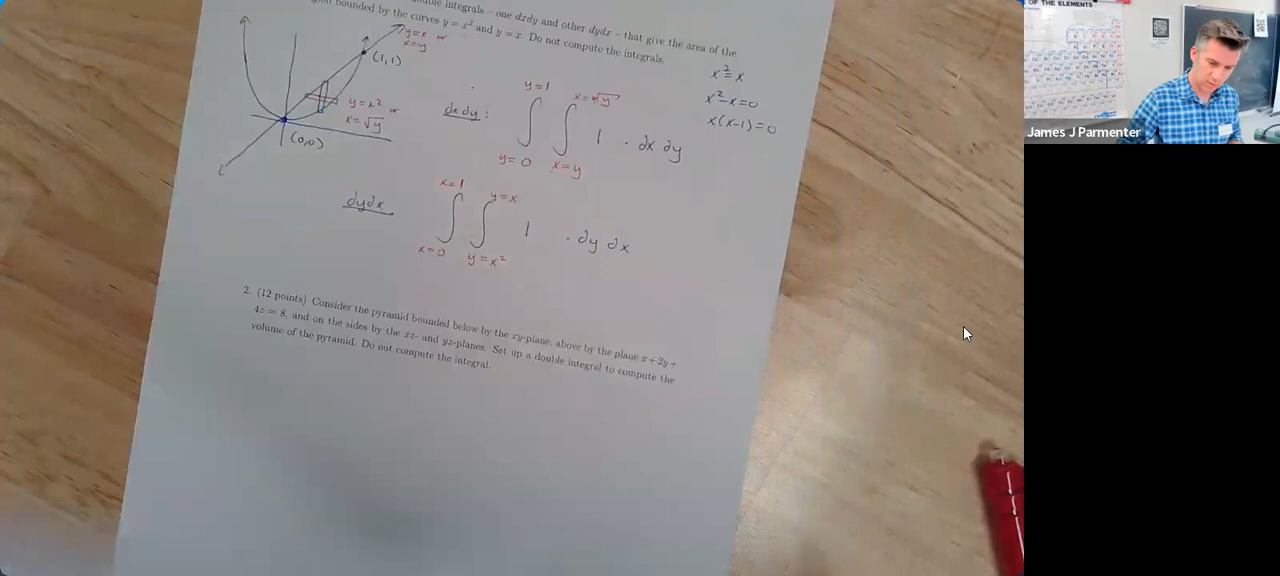 integrals – one dxdy and other dydx – that give the area of the
bounded by the curves y = x² and y = x. Do not compute the integrals.
y=x or
x=y
(1,1)
y=x² or
x=√y
(0,0)
dx dy :
y=1
x=√y
∫ ∫ 1 · dx dy
y=0
x=y
x²=x
x²-x=0
x(x-1)=0
dydx
x=1
y=x
∫ ∫ 1 · dy dx
x=0
y=x²
2. (12 points) Consider the pyramid bounded below by the xy-plane, above by the plane x + 2y +
4z = 8, and on the sides by the xz- and yz-planes. Set up a double integral to compute the
volume of the pyramid. Do not compute the integral.
OF THE ELEMENTS
James J Parmenter